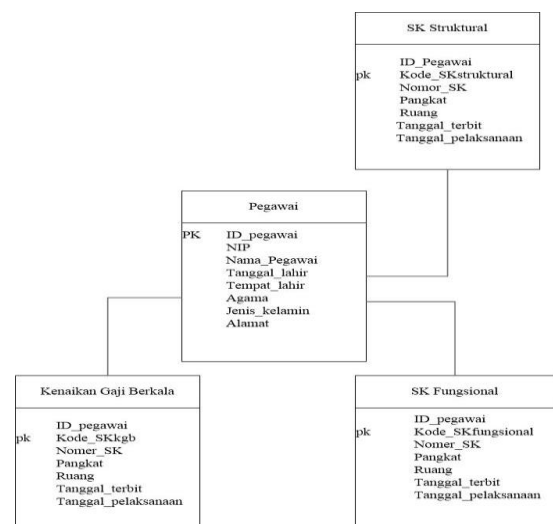 SK Struktural
ID_Pegawai
pk Kode_SKstruktural
Nomor_SK
Pangkat
Ruang
Tanggal_terbit
Tanggal_pelaksanaan
Pegawai
PK ID_pegawai
NIP
Nama_Pegawai
Tanggal_lahir
Tempat_lahir
Agama
Jenis_kelamin
Alamat
Kenaikan Gaji Berkala
ID_pegawai
pk Kode_SKkgb
Nomer_SK
Pangkat
Ruang
Tanggal_terbit
Tanggal_pelaksanaan
SK Fungsional
ID_pegawai
pk Kode_SKfungsional
Nomer_SK
Pangkat
Ruang
Tanggal_terbit
Tanggal_pelaksanaan